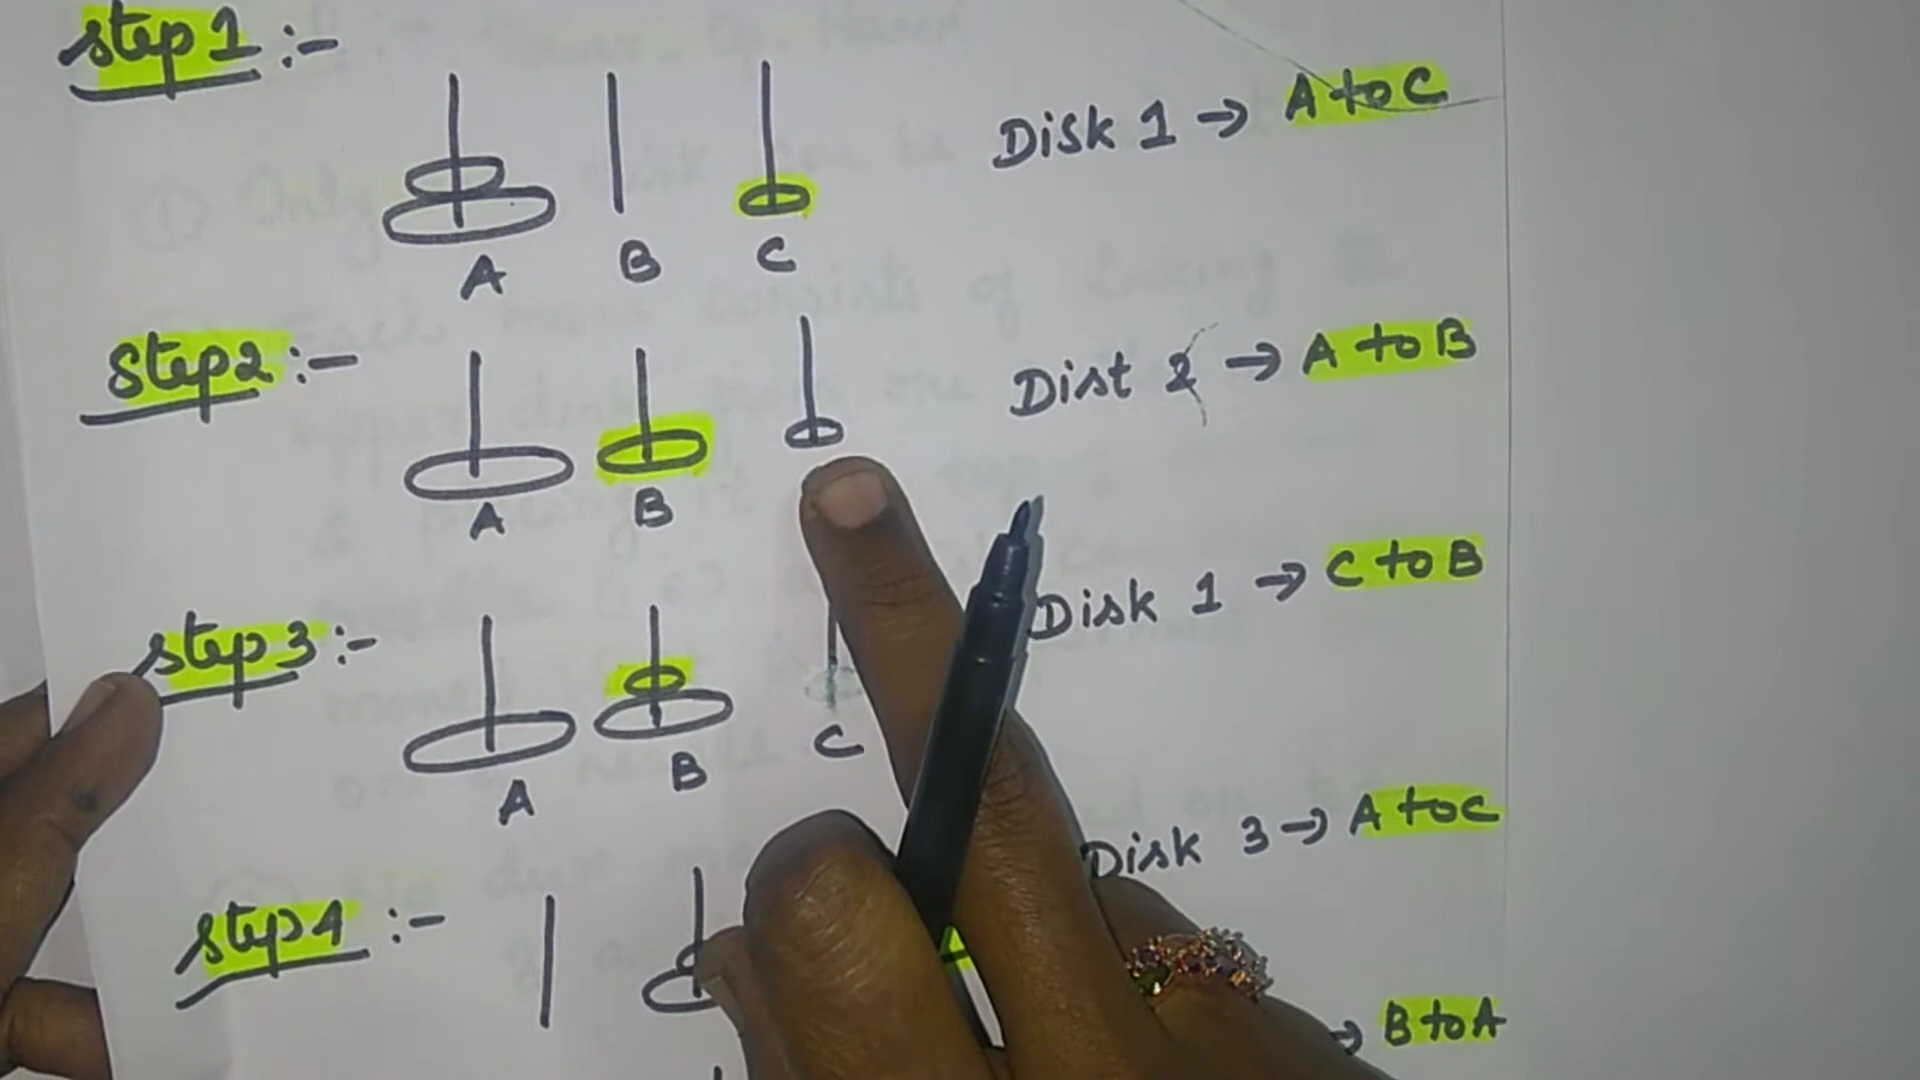 step 1 :-
Disk 1 → A to C
A B C
step 2 :-
Dist 2 → A to B
A B
step 3 :-
Disk 1 → C to B
A B C
Disk 3 → A to C
step 4 :-
→ B to A